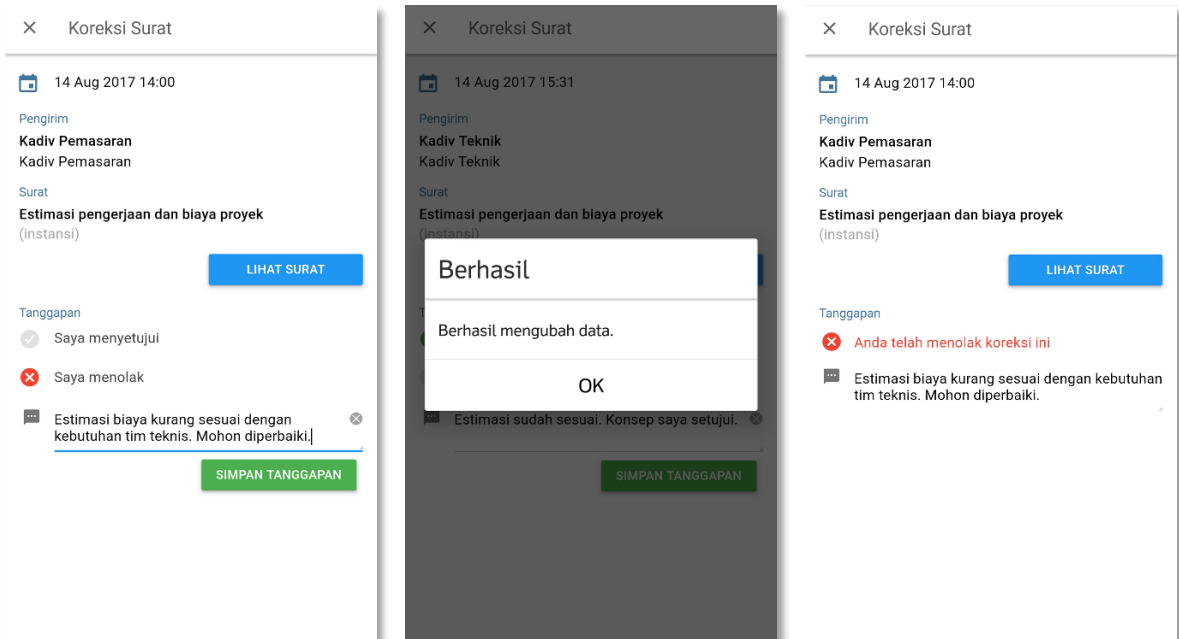 Koreksi Surat
14 Aug 2017 14:00
Pengirim
Kadiv Pemasaran
Kadiv Pemasaran
Surat
Estimasi pengerjaan dan biaya proyek
(instansi)
LIHAT SURAT
Tanggapan
Saya menyetujui
Saya menolak
Estimasi biaya kurang sesuai dengan
kebutuhan tim teknis. Mohon diperbaiki.
SIMPAN TANGGAPAN
Koreksi Surat
14 Aug 2017 15:31
Pengirim
Kadiv Teknik
Kadiv Teknik
Surat
Estimasi pengerjaan dan biaya proyek
(instansi)
Berhasil
Berhasil mengubah data.
OK
Estimasi sudah sesuai. Konsep saya setujui.
SIMPAN TANGGAPAN
Koreksi Surat
14 Aug 2017 14:00
Pengirim
Kadiv Pemasaran
Kadiv Pemasaran
Surat
Estimasi pengerjaan dan biaya proyek
(instansi)
LIHAT SURAT
Tanggapan
Anda telah menolak koreksi ini
Estimasi biaya kurang sesuai dengan kebutuhan
tim teknis. Mohon diperbaiki.